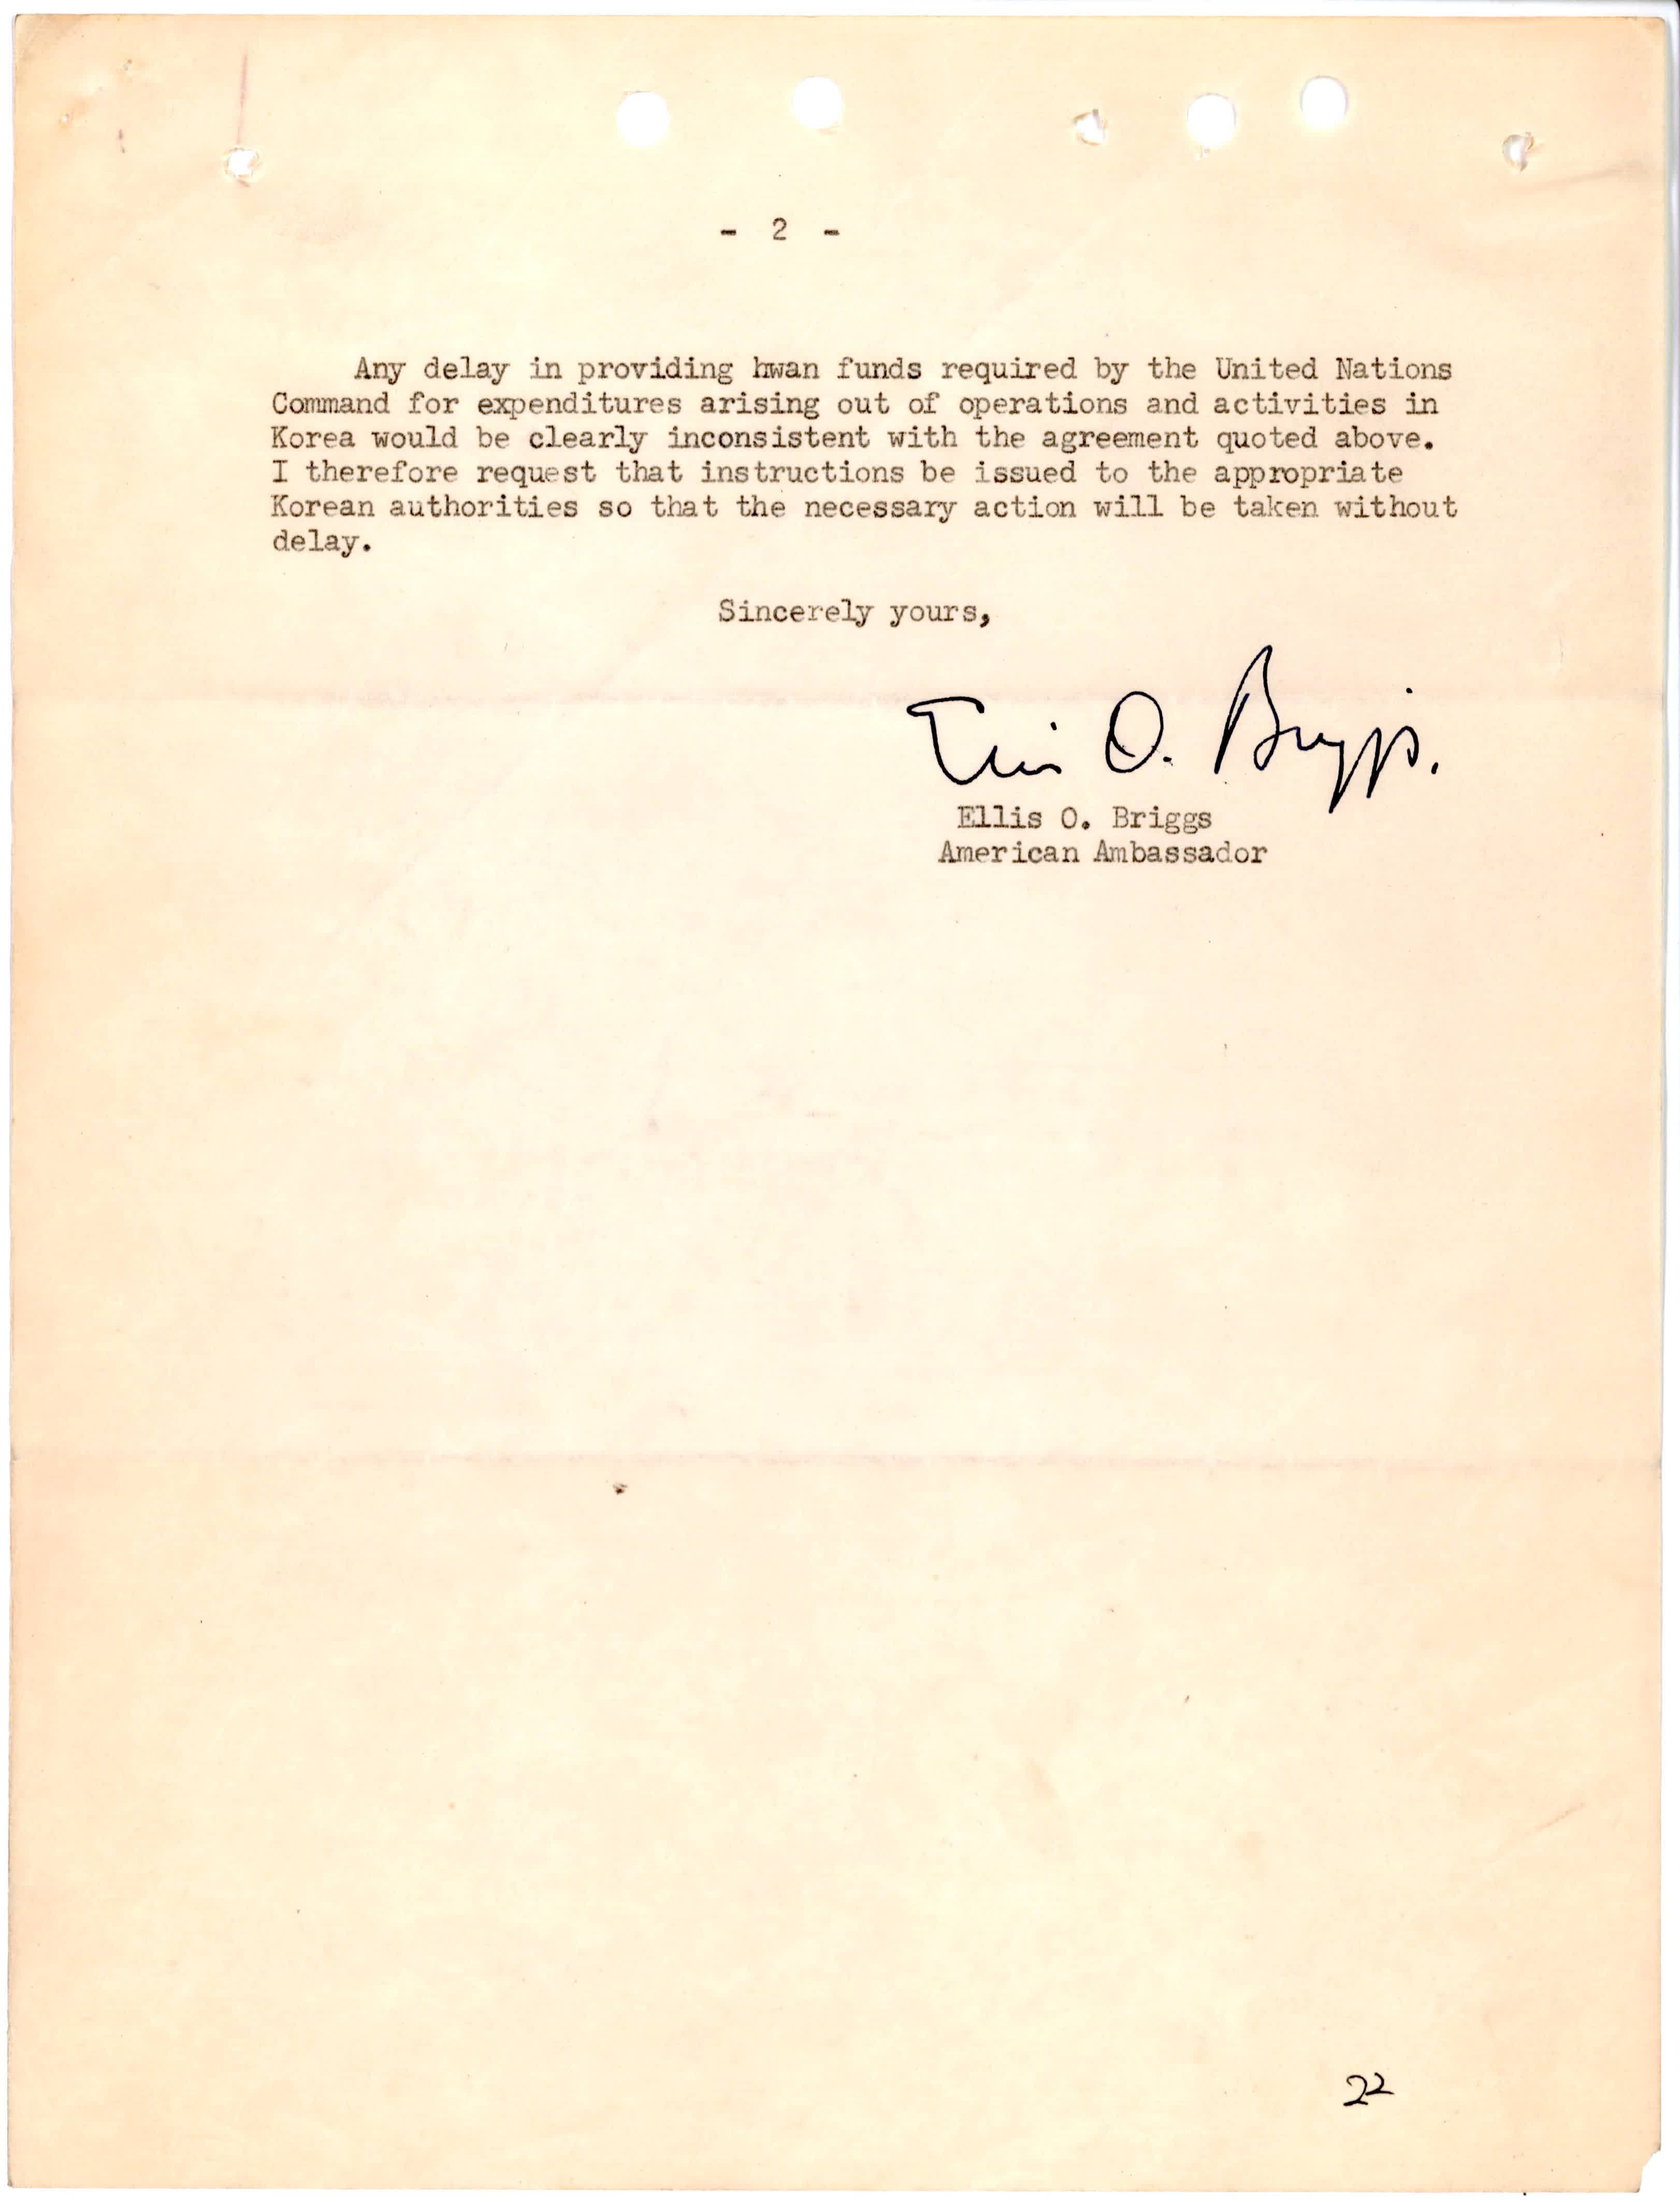 - 2 -
Any delay in providing hwan funds required by the United Nations
Command for expenditures arising out of operations and activities in
Korea would be clearly inconsistent with the agreement quoted above.
I therefore request that instructions be issued to the appropriate
Korean authorities so that the necessary action will be taken without
delay.
Sincerely yours,
Ellis O. Briggs.
Ellis O. Briggs
American Ambassador
22